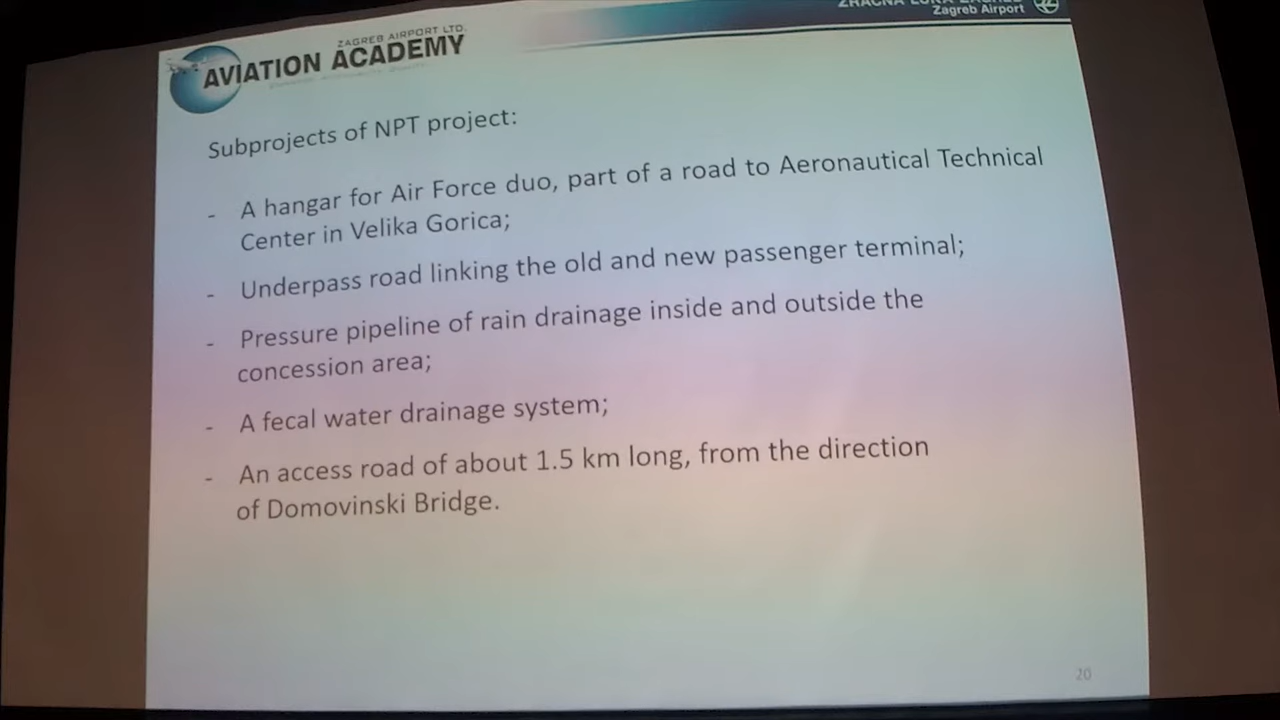 ZAGREB AIRPORT LTD.
AVIATION ACADEMY
Zagreb Airport
Subprojects of NPT project:
- A hangar for Air Force duo, part of a road to Aeronautical Technical
Center in Velika Gorica;
- Underpass road linking the old and new passenger terminal;
- Pressure pipeline of rain drainage inside and outside the
concession area;
- A fecal water drainage system;
- An access road of about 1.5 km long, from the direction
of Domovinski Bridge.
20